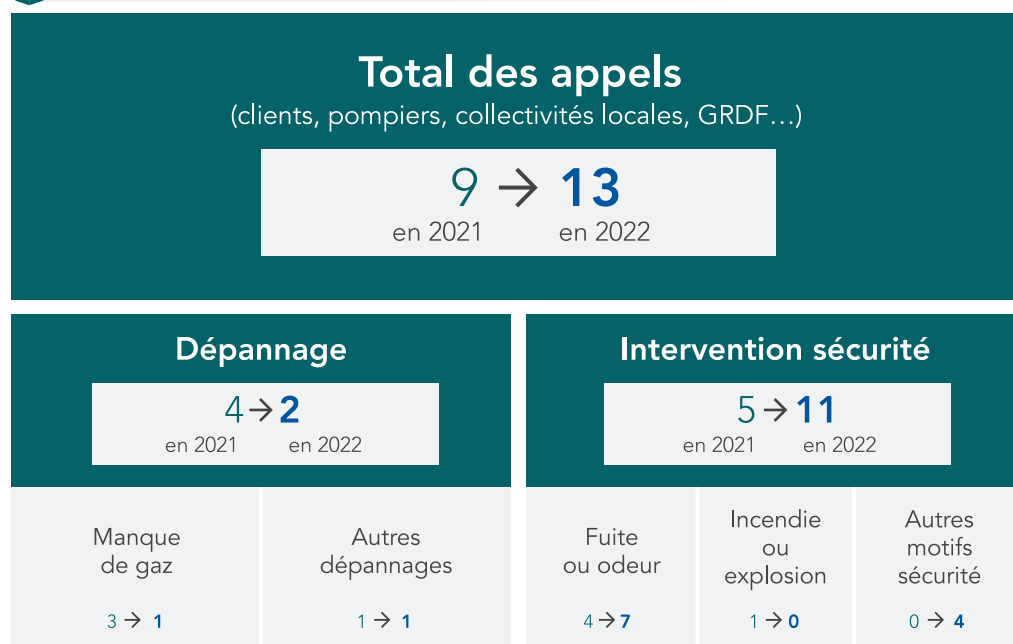 Total des appels
(clients, pompiers, collectivités locales, GRDF...)
9 → 13
en 2021 en 2022
Dépannage
4 → 2
en 2021 en 2022
Manque
de gaz
3 → 1
Autres
dépannages
1 → 1
Intervention sécurité
5 → 11
en 2021 en 2022
Fuite
ou odeur
4 → 7
Incendie
ou
explosion
1 → 0
Autres
motifs
sécurité
0 → 4